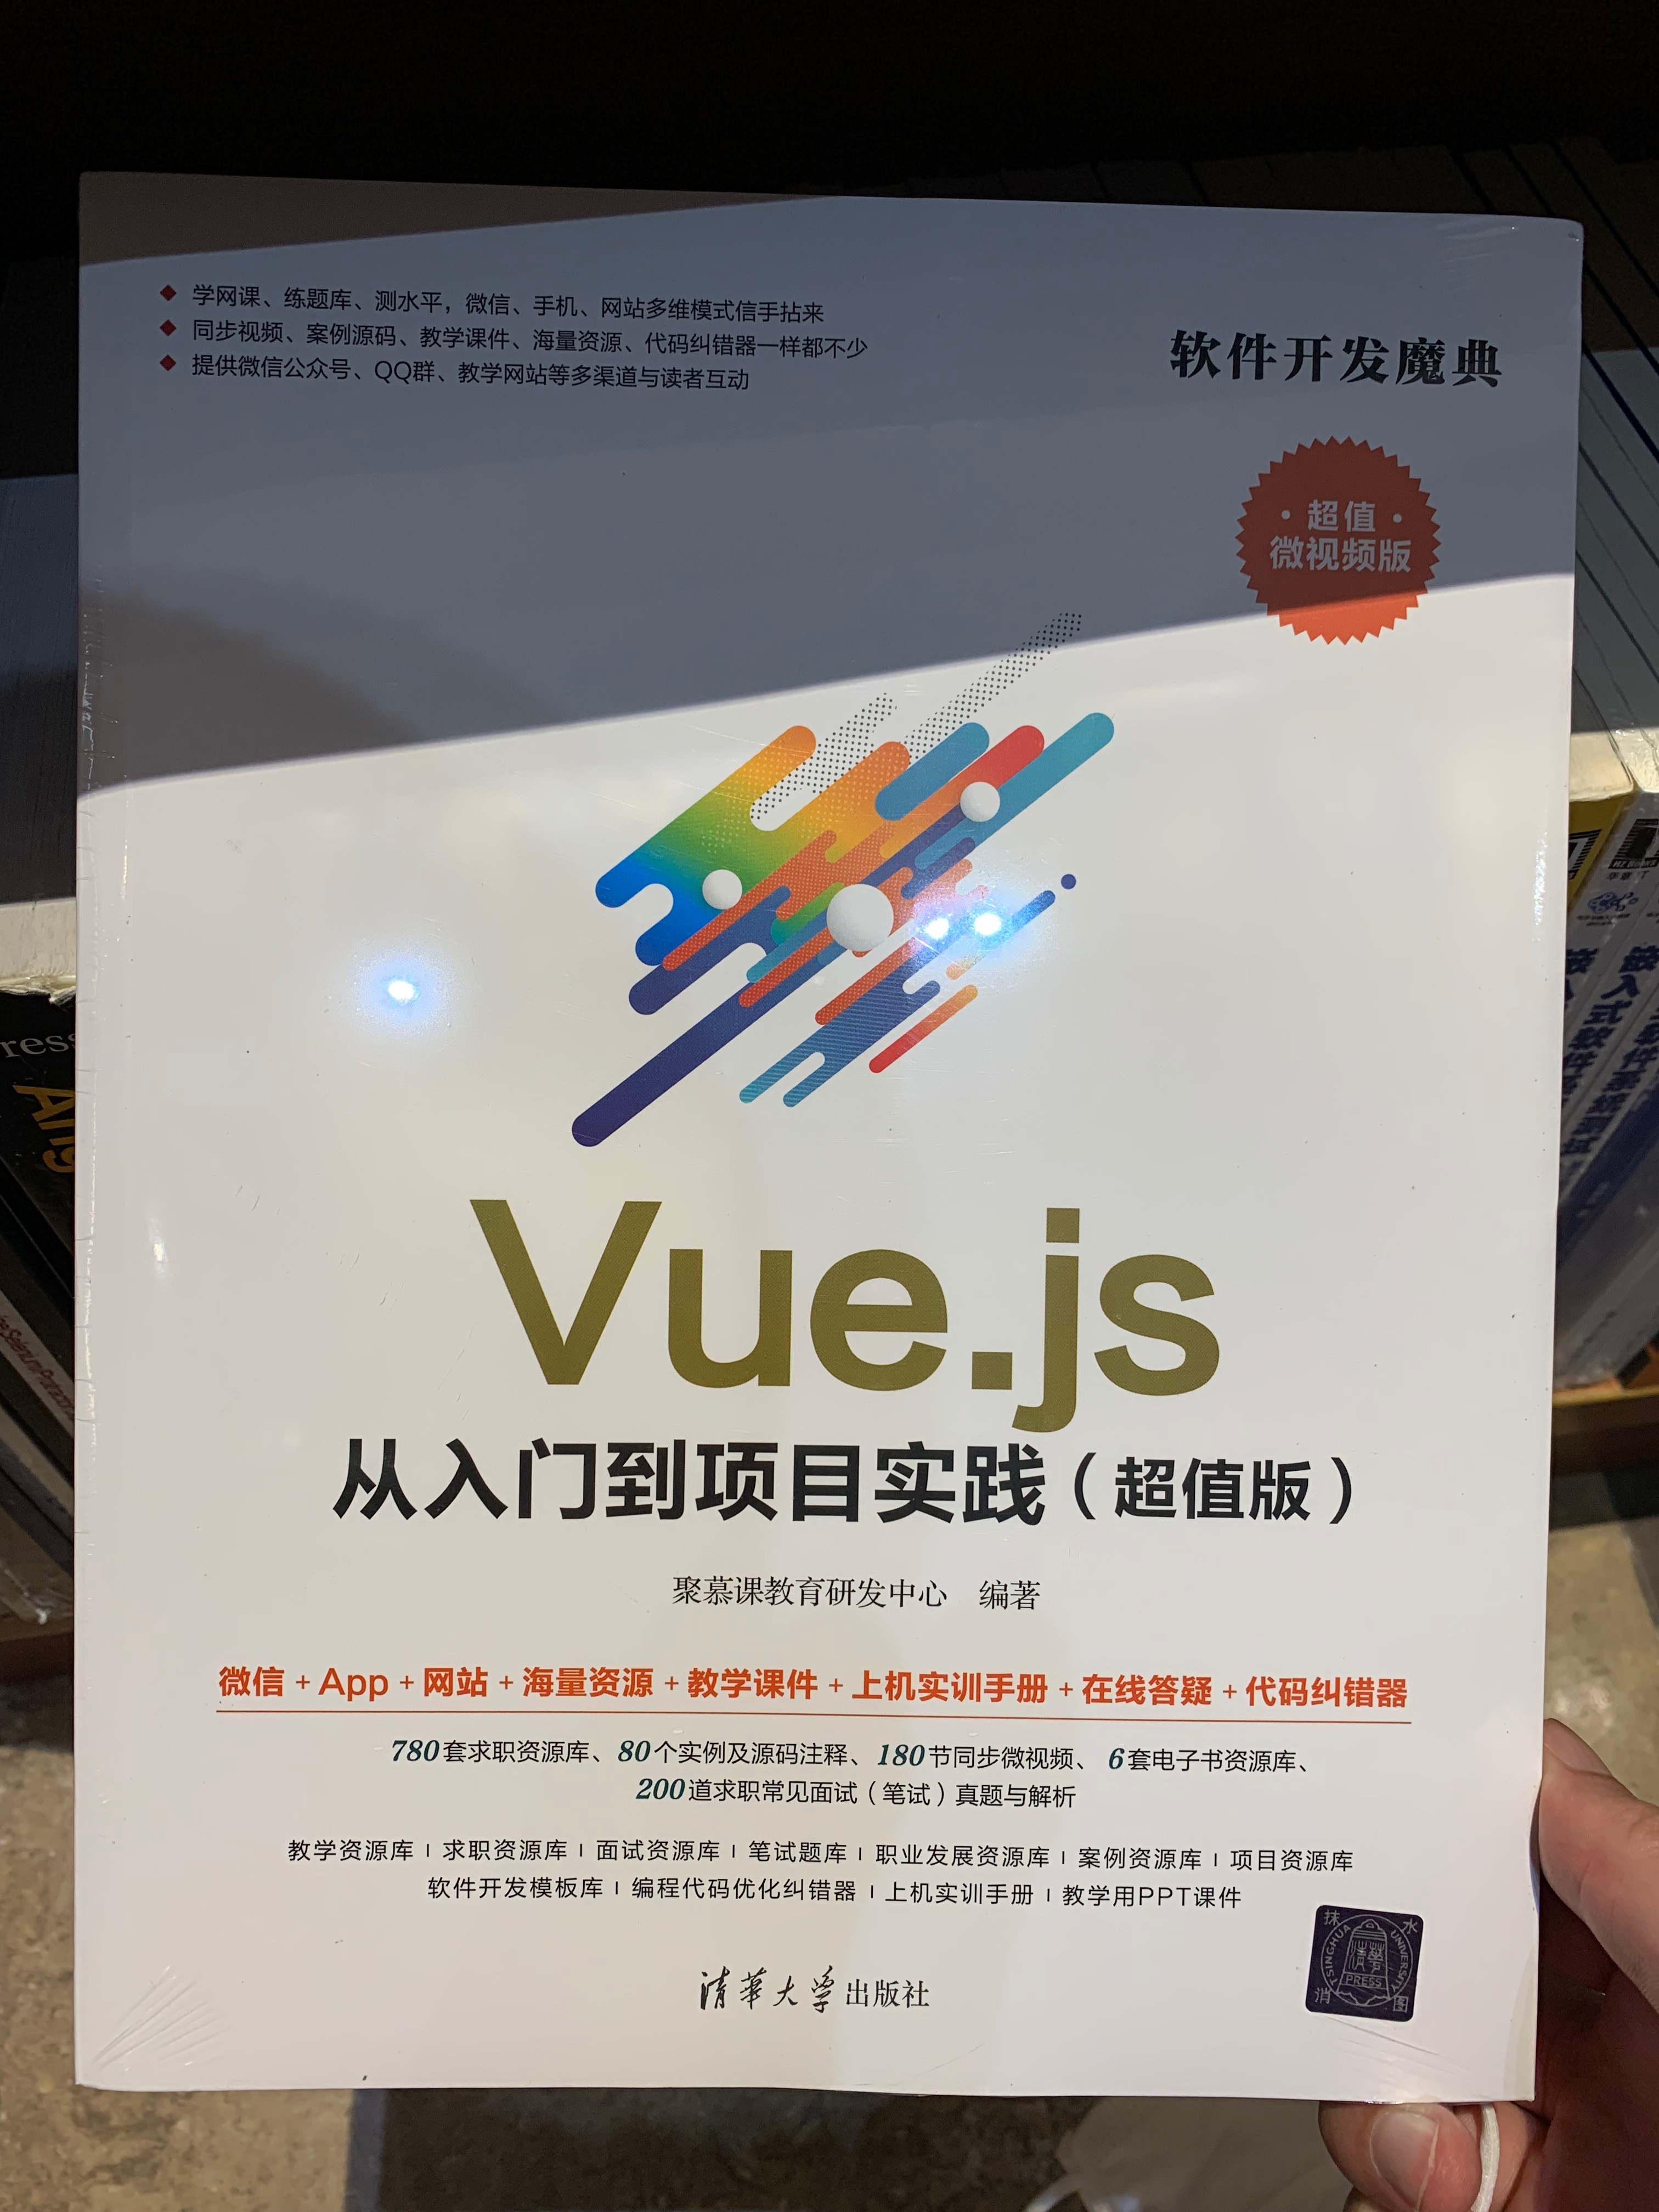 ◆ 学网课、练题库、测水平，微信、手机、网站多维模式信手拈来
◆ 同步视频、案例源码、教学课件、海量资源、代码纠错器一样都不少
◆ 提供微信公众号、QQ群、教学网站等多渠道与读者互动
软件开发魔典
·超值·
微视频版
Vue.js
从入门到项目实践（超值版）
聚慕课教育研发中心 编著
微信+App+网站+海量资源+教学课件+上机实训手册+在线答疑+代码纠错器
780套求职资源库、80个实例及源码注释、180节同步微视频、6套电子书资源库、
200道求职常见面试（笔试）真题与解析
教学资源库 I 求职资源库 I 面试资源库 I 笔试题库 I 职业发展资源库 I 案例资源库 I 项目资源库
软件开发模板库 I 编程代码优化纠错器 I 上机实训手册 I 教学用PPT课件
清華大学出版社
抹水
TSINGHUA UNIVERSITY
清華
PRESS
消图